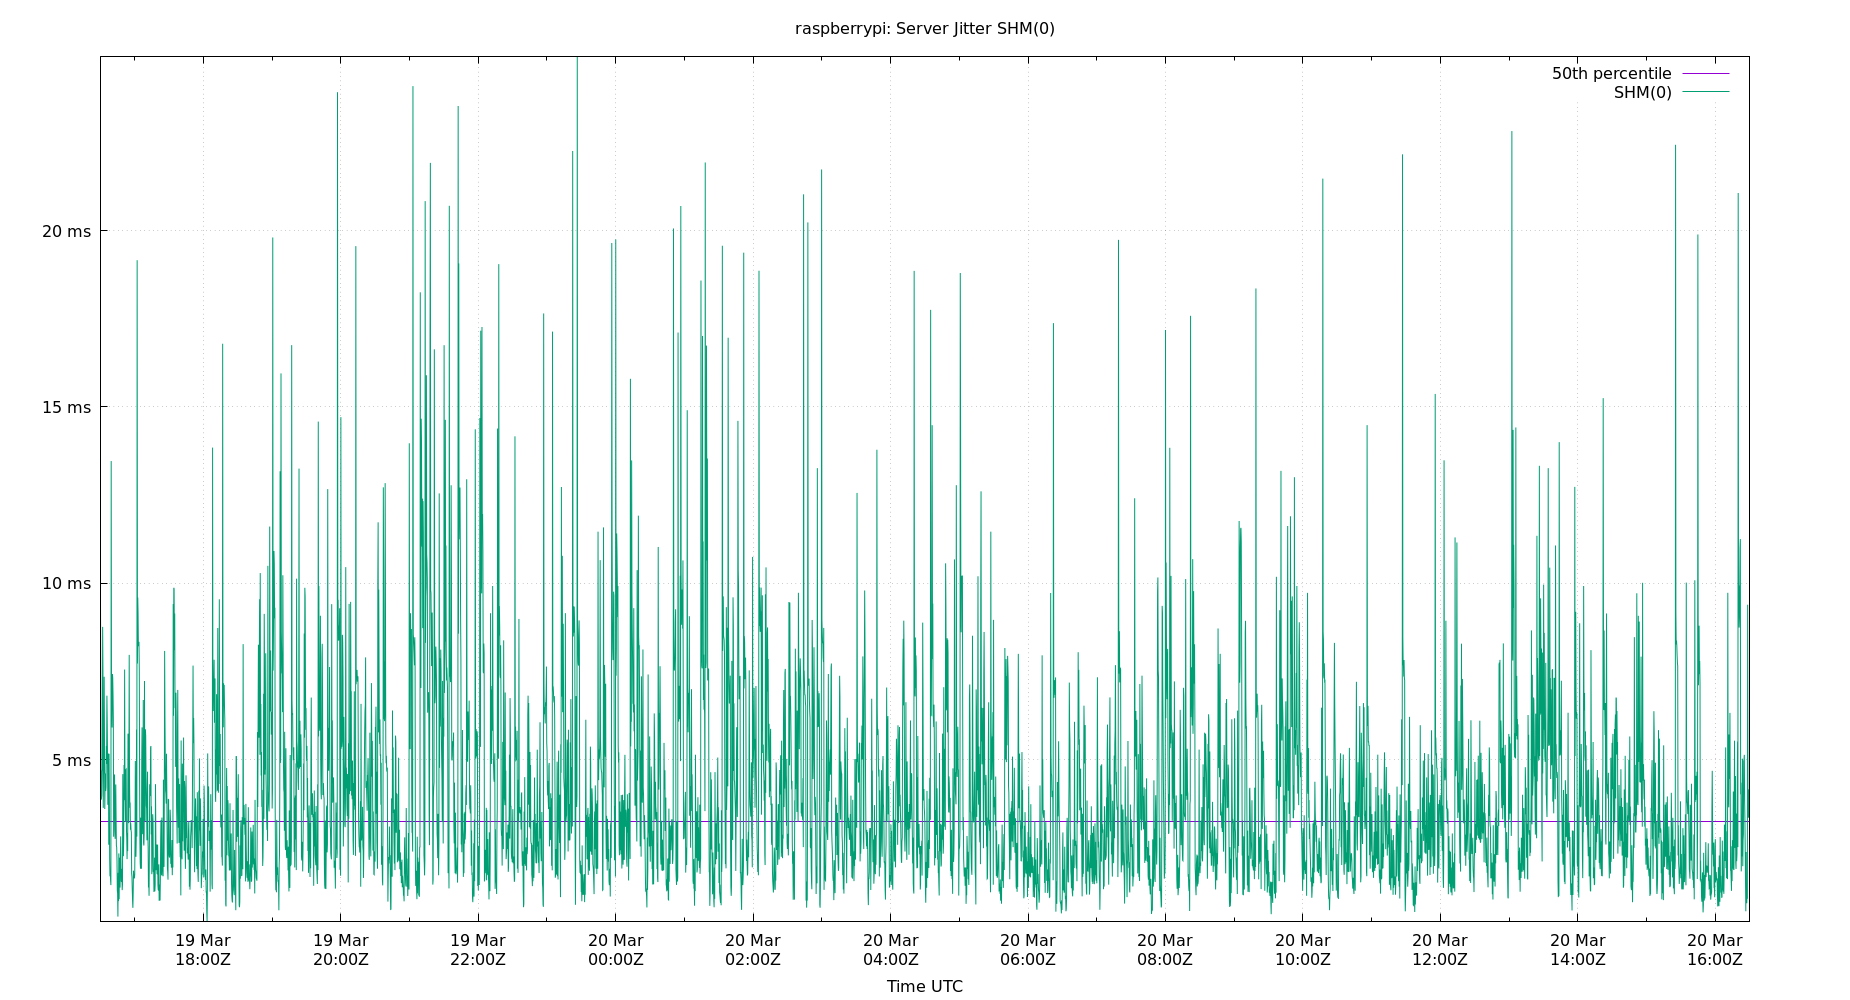 raspberrypi: Server Jitter SHM(0)
50th percentile
SHM(0)
20 ms
15 ms
10 ms
5 ms
19 Mar 19 Mar 19 Mar 20 Mar 20 Mar 20 Mar 20 Mar 20 Mar 20 Mar 20 Mar 20 Mar 20 Mar
18:00Z 20:00Z 22:00Z 00:00Z 02:00Z 04:00Z 06:00Z 08:00Z 10:00Z 12:00Z 14:00Z 16:00Z
Time UTC